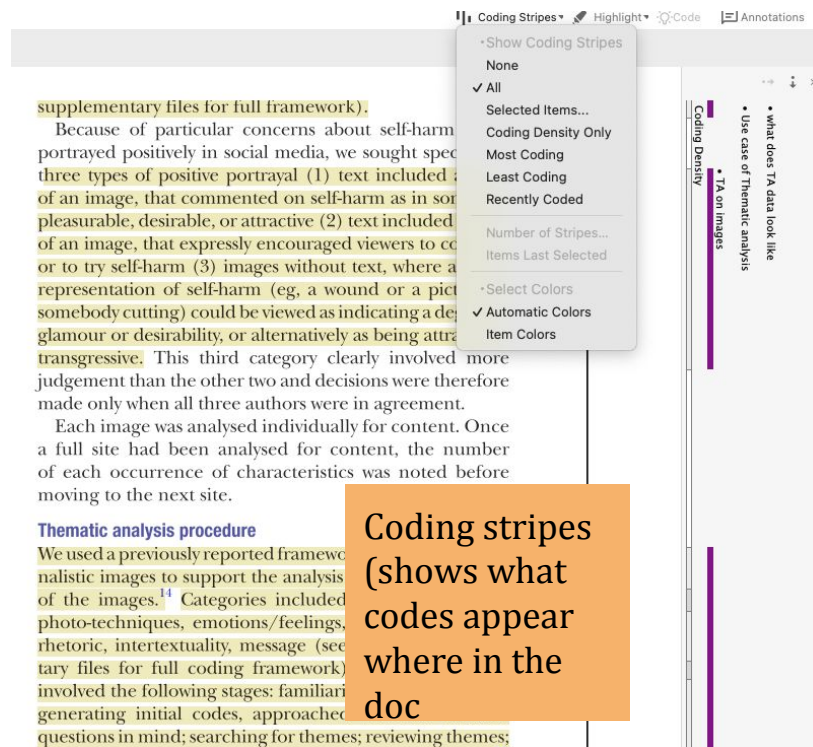 Coding Stripes Highlight Code Annotations
Show Coding Stripes
None
All
Selected Items...
Coding Density Only
Most Coding
Least Coding
Recently Coded
Number of Stripes...
Items Last Selected
Select Colors
Automatic Colors
Item Colors
supplementary files for full framework).
Because of particular concerns about self-harm
portrayed positively in social media, we sought
three types of positive portrayal (1) text included
of an image, that commented on self-harm as in
pleasurable, desirable, or attractive (2) text included
of an image, that expressly encouraged viewers to
or to try self-harm (3) images without text, where
representation of self-harm (eg, a wound or a
somebody cutting) could be viewed as indicating a
glamour or desirability, or alternatively as being
transgressive. This third category clearly involved more
judgement than the other two and decisions were therefore
made only when all three authors were in agreement.
Each image was analysed individually for content. Once
a full site had been analysed for content, the number
of each occurrence of characteristics was noted before
moving to the next site.
Thematic analysis procedure
We used a previously reported
nalistic images to support the analysis
of the images.14 Categories included
photo-techniques, emotions/feelings,
rhetoric, intertextuality, message (see
tary files for full coding framework)
involved the following stages:
generating initial codes, approached
questions in mind; searching for themes; reviewing themes;
Coding stripes
(shows what
codes appear
where in the
doc
Coding Density
• TA on images
• Use case of Thematic analysis
• what does TA data look like